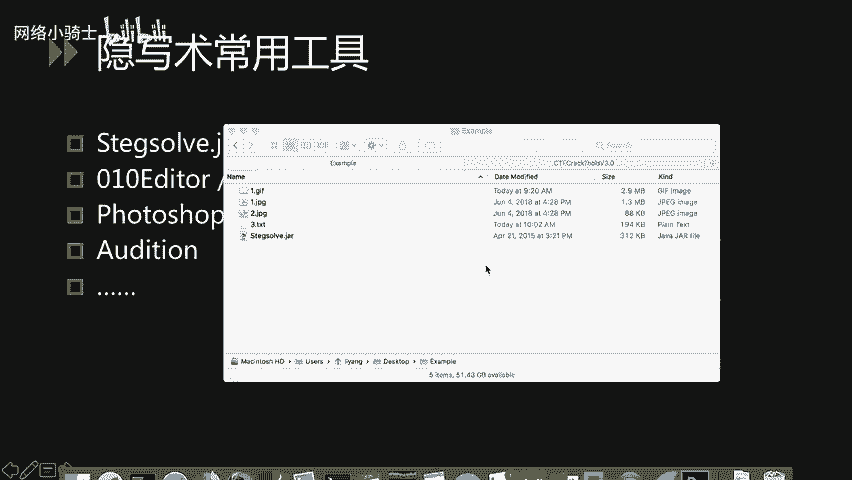 网络小骑士
bilibili
隐写术常用工具
Stegsolve.j
010Editor /
Photoshop
Audition
......
Example
Search
Example
CTFCrackTools/3.0
Name Date Modified Size Kind
1.gif Today at 9:20 AM 2.9 MB GIF Image
1.jpg Jun 4, 2018 at 4:28 PM 1.3 MB JPEG image
2.jpg Jun 4, 2018 at 4:28 PM 88 KB JPEG image
3.txt Today at 10:02 AM 194 KB Plain Text
Stegsolve.jar Apr 21, 2015 at 3:21 PM 312 KB Java JAR file
Macintosh HD Users Desktop Example
5 items, 51.43 GB available